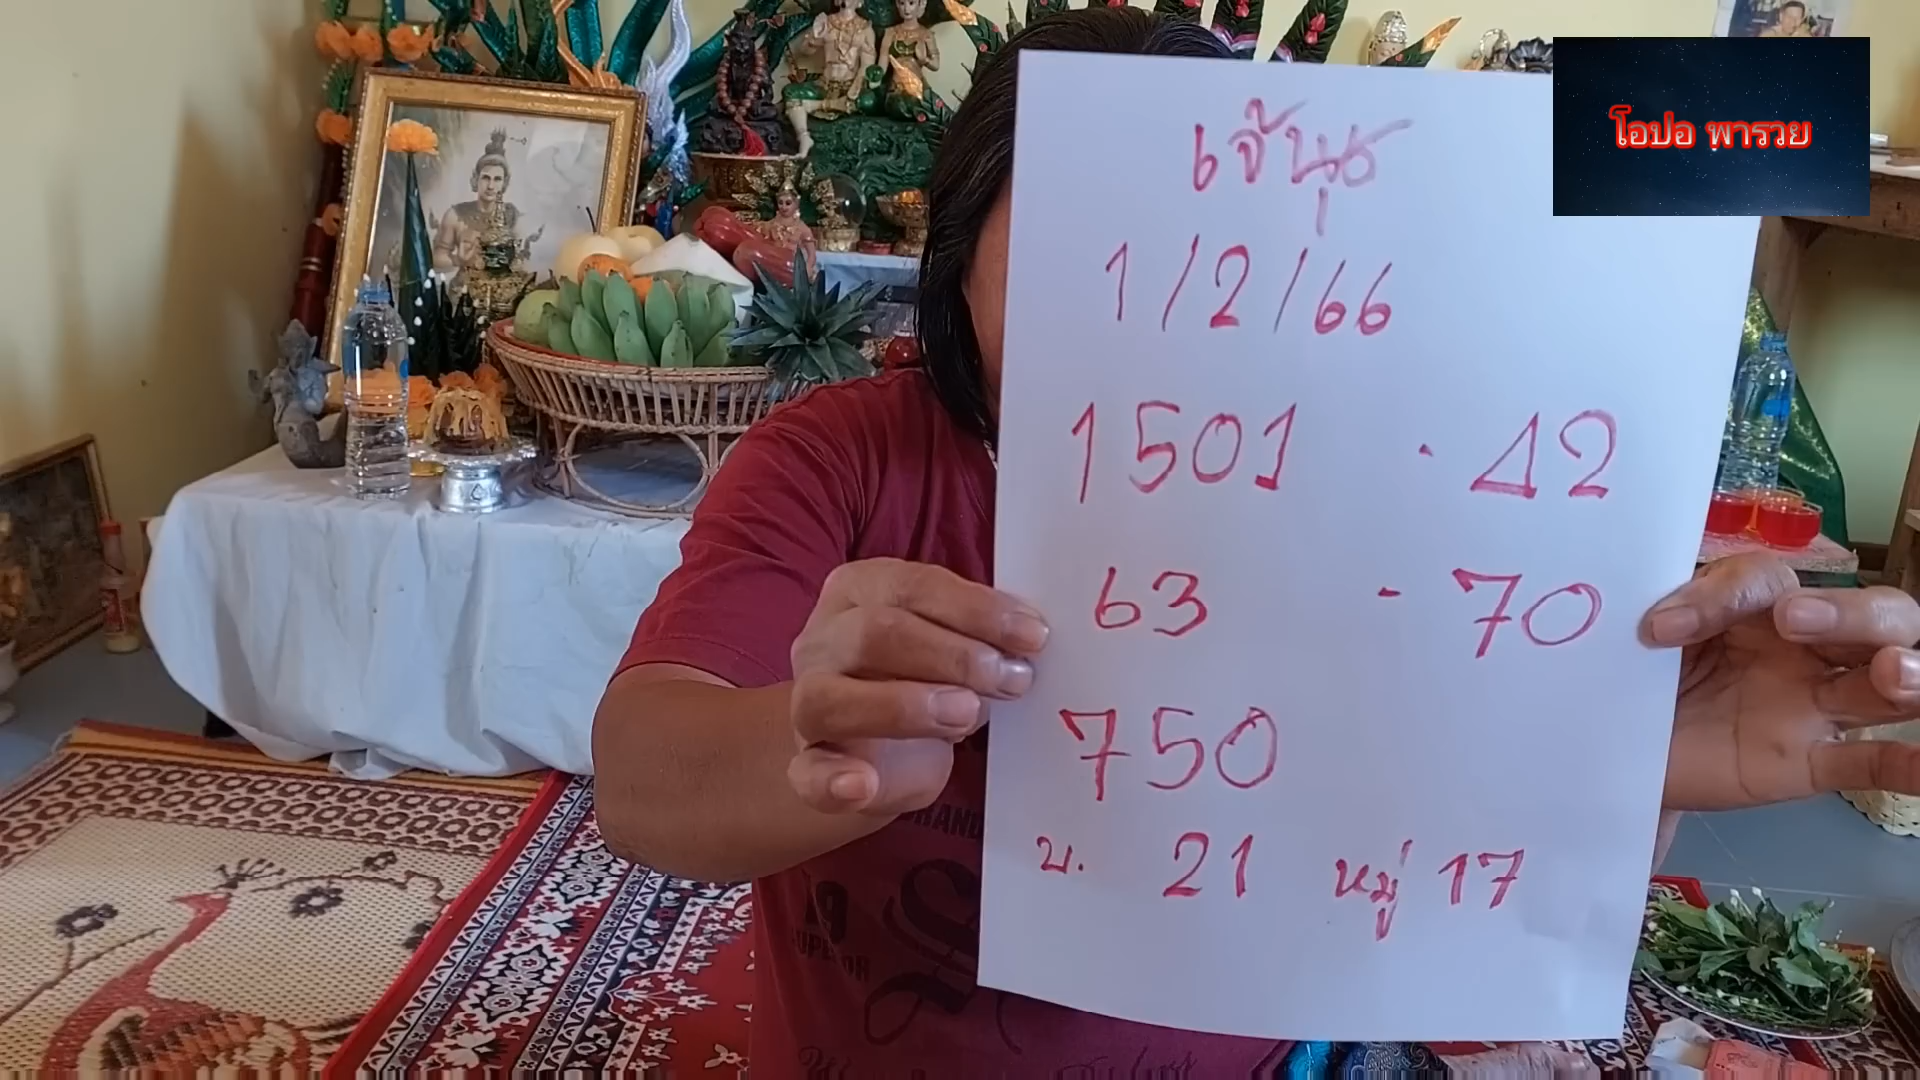 โอปอ พารวย
เจ๊นุช
1/2/66
1501 · 42
63 - 70
750
บ. 21 หมู่ 17